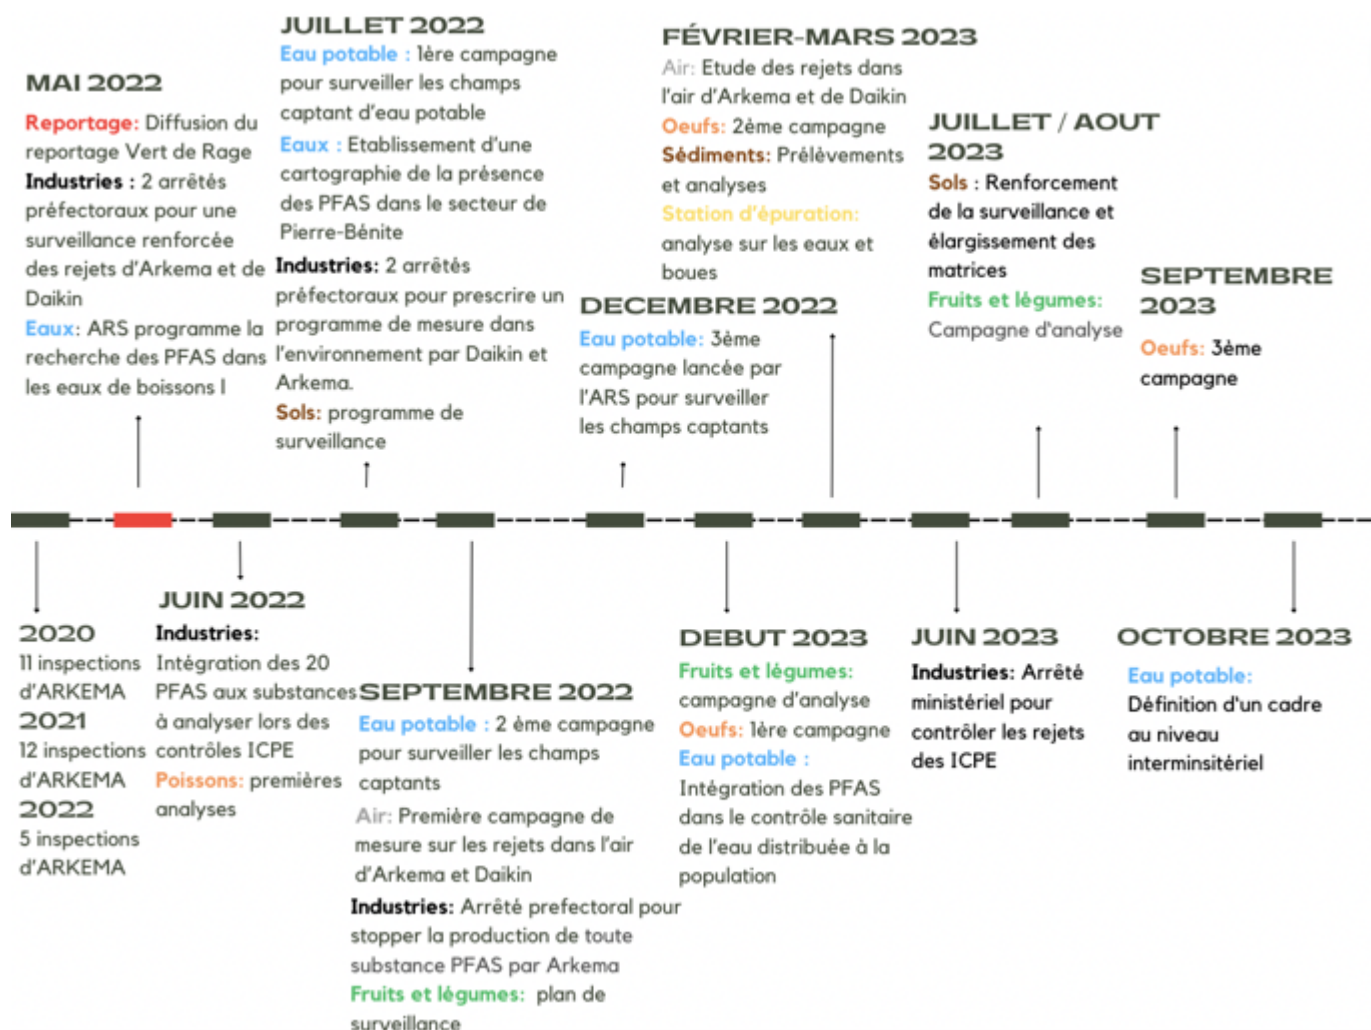 MAI 2022
Reportage: Diffusion du
reportage Vert de Rage
Industries : 2 arrêtés
préfectoraux pour une
surveillance renforcée
des rejets d'Arkema et de
Daikin
Eaux: ARS programme la
recherche des PFAS dans
les eaux de boissons I
JUILLET 2022
Eau potable : 1ère campagne
pour surveiller les champs
captant d'eau potable
Eaux : Etablissement d'une
cartographie de la présence
des PFAS dans le secteur de
Pierre-Bénite
Industries: 2 arrêtés
préfectoraux pour prescrire un
programme de mesure dans
l'environnement par Daikin et
Arkema.
Sols: programme de
surveillance
DECEMBRE 2022
Eau potable: 3ème
campagne lancée par
l'ARS pour surveiller
les champs captants
FÉVRIER-MARS 2023
Air: Etude des rejets dans
l'air d'Arkema et de Daikin
Oeufs: 2ème campagne
Sédiments: Prélèvements
et analyses
Station d'épuration:
analyse sur les eaux et
boues
JUILLET / AOUT
2023
Sols : Renforcement
de la surveillance et
élargissement des
matrices
Fruits et légumes:
Campagne d'analyse
SEPTEMBRE
2023
Oeufs: 3ème
campagne
2020
11 inspections
d'ARKEMA
2021
12 inspections
d'ARKEMA
2022
5 inspections
d'ARKEMA
JUIN 2022
Industries:
Intégration des 20
PFAS aux substances
à analyser lors des
contrôles ICPE
Poissons: premières
analyses
SEPTEMBRE 2022
Eau potable : 2 ème campagne
pour surveiller les champs
captants
Air: Première campagne de
mesure sur les rejets dans l'air
d'Arkema et Daikin
Industries: Arrêté prefectoral pour
stopper la production de toute
substance PFAS par Arkema
Fruits et légumes: plan de
surveillance
DEBUT 2023
Fruits et légumes:
campagne d'analyse
Oeufs: 1ère campagne
Eau potable :
Intégration des PFAS
dans le contrôle sanitaire
de l'eau distribuée à la
population
JUIN 2023
Industries: Arrêté
ministériel pour
contrôler les rejets
des ICPE
OCTOBRE 2023
Eau potable:
Définition d'un cadre
au niveau
interminsitériel